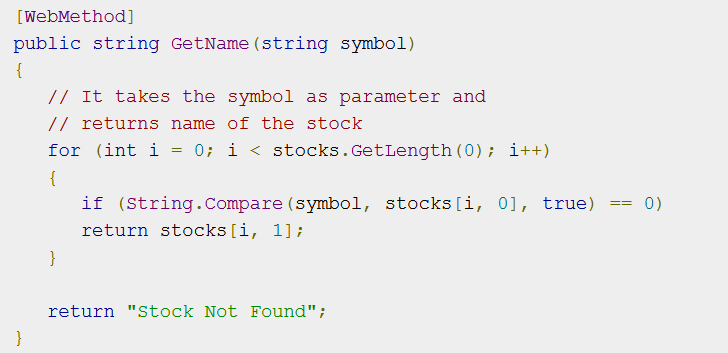 [WebMethod]
public string GetName(string symbol)
{
   // It takes the symbol as parameter and
   // returns name of the stock
   for (int i = 0; i < stocks.GetLength(0); i++)
   {
      if (String.Compare(symbol, stocks[i, 0], true) == 0)
      return stocks[i, 1];
   }

   return "Stock Not Found";
}